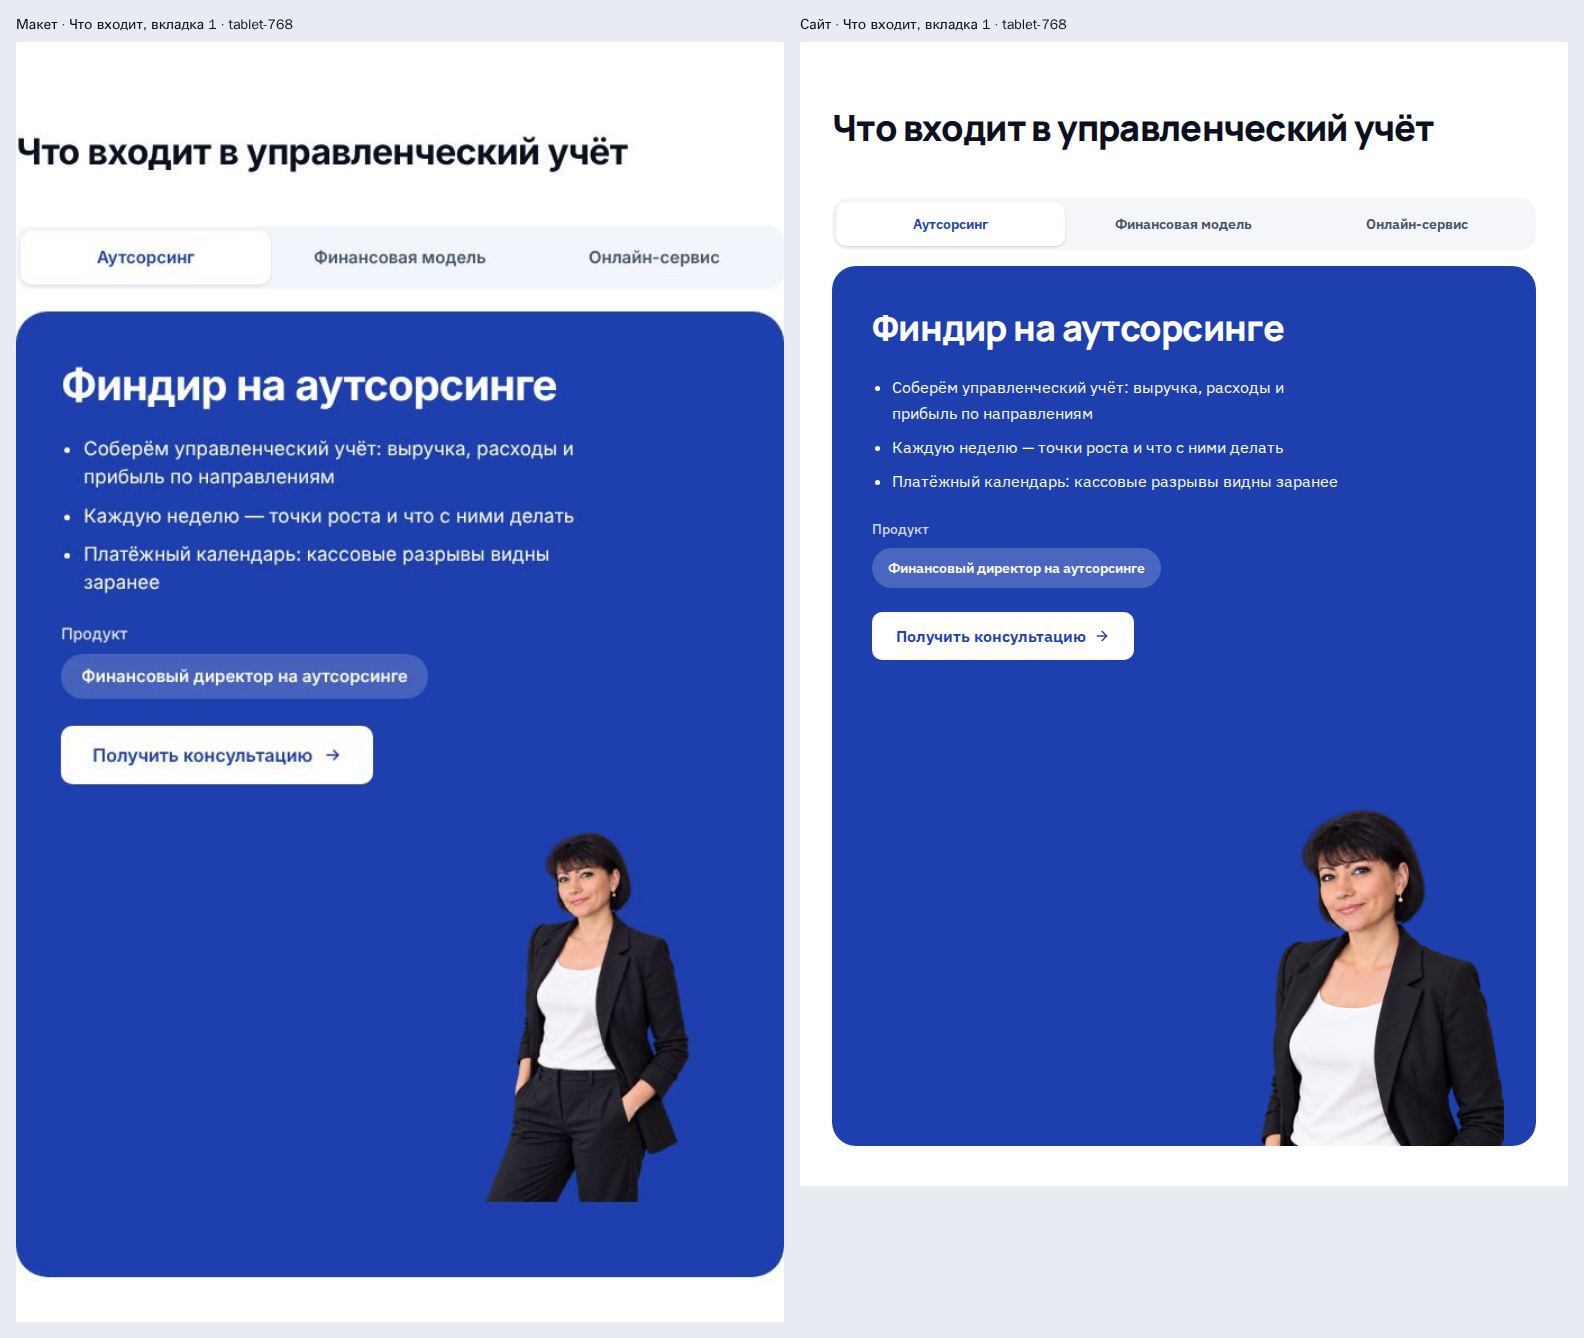 Макет · Что входит, вкладка 1 · tablet-768
Что входит в управленческий учёт
Аутсорсинг
Финансовая модель
Онлайн-сервис
Финдир на аутсорсинге
• Соберём управленческий учёт: выручка, расходы и
прибыль по направлениям
• Каждую неделю — точки роста и что с ними делать
• Платёжный календарь: кассовые разрывы видны
заранее
Продукт
Финансовый директор на аутсорсинге
Получить консультацию →
Сайт · Что входит, вкладка 1 · tablet-768
Что входит в управленческий учёт
Аутсорсинг
Финансовая модель
Онлайн-сервис
Финдир на аутсорсинге
• Соберём управленческий учёт: выручка, расходы и
прибыль по направлениям
• Каждую неделю — точки роста и что с ними делать
• Платёжный календарь: кассовые разрывы видны заранее
Продукт
Финансовый директор на аутсорсинге
Получить консультацию →